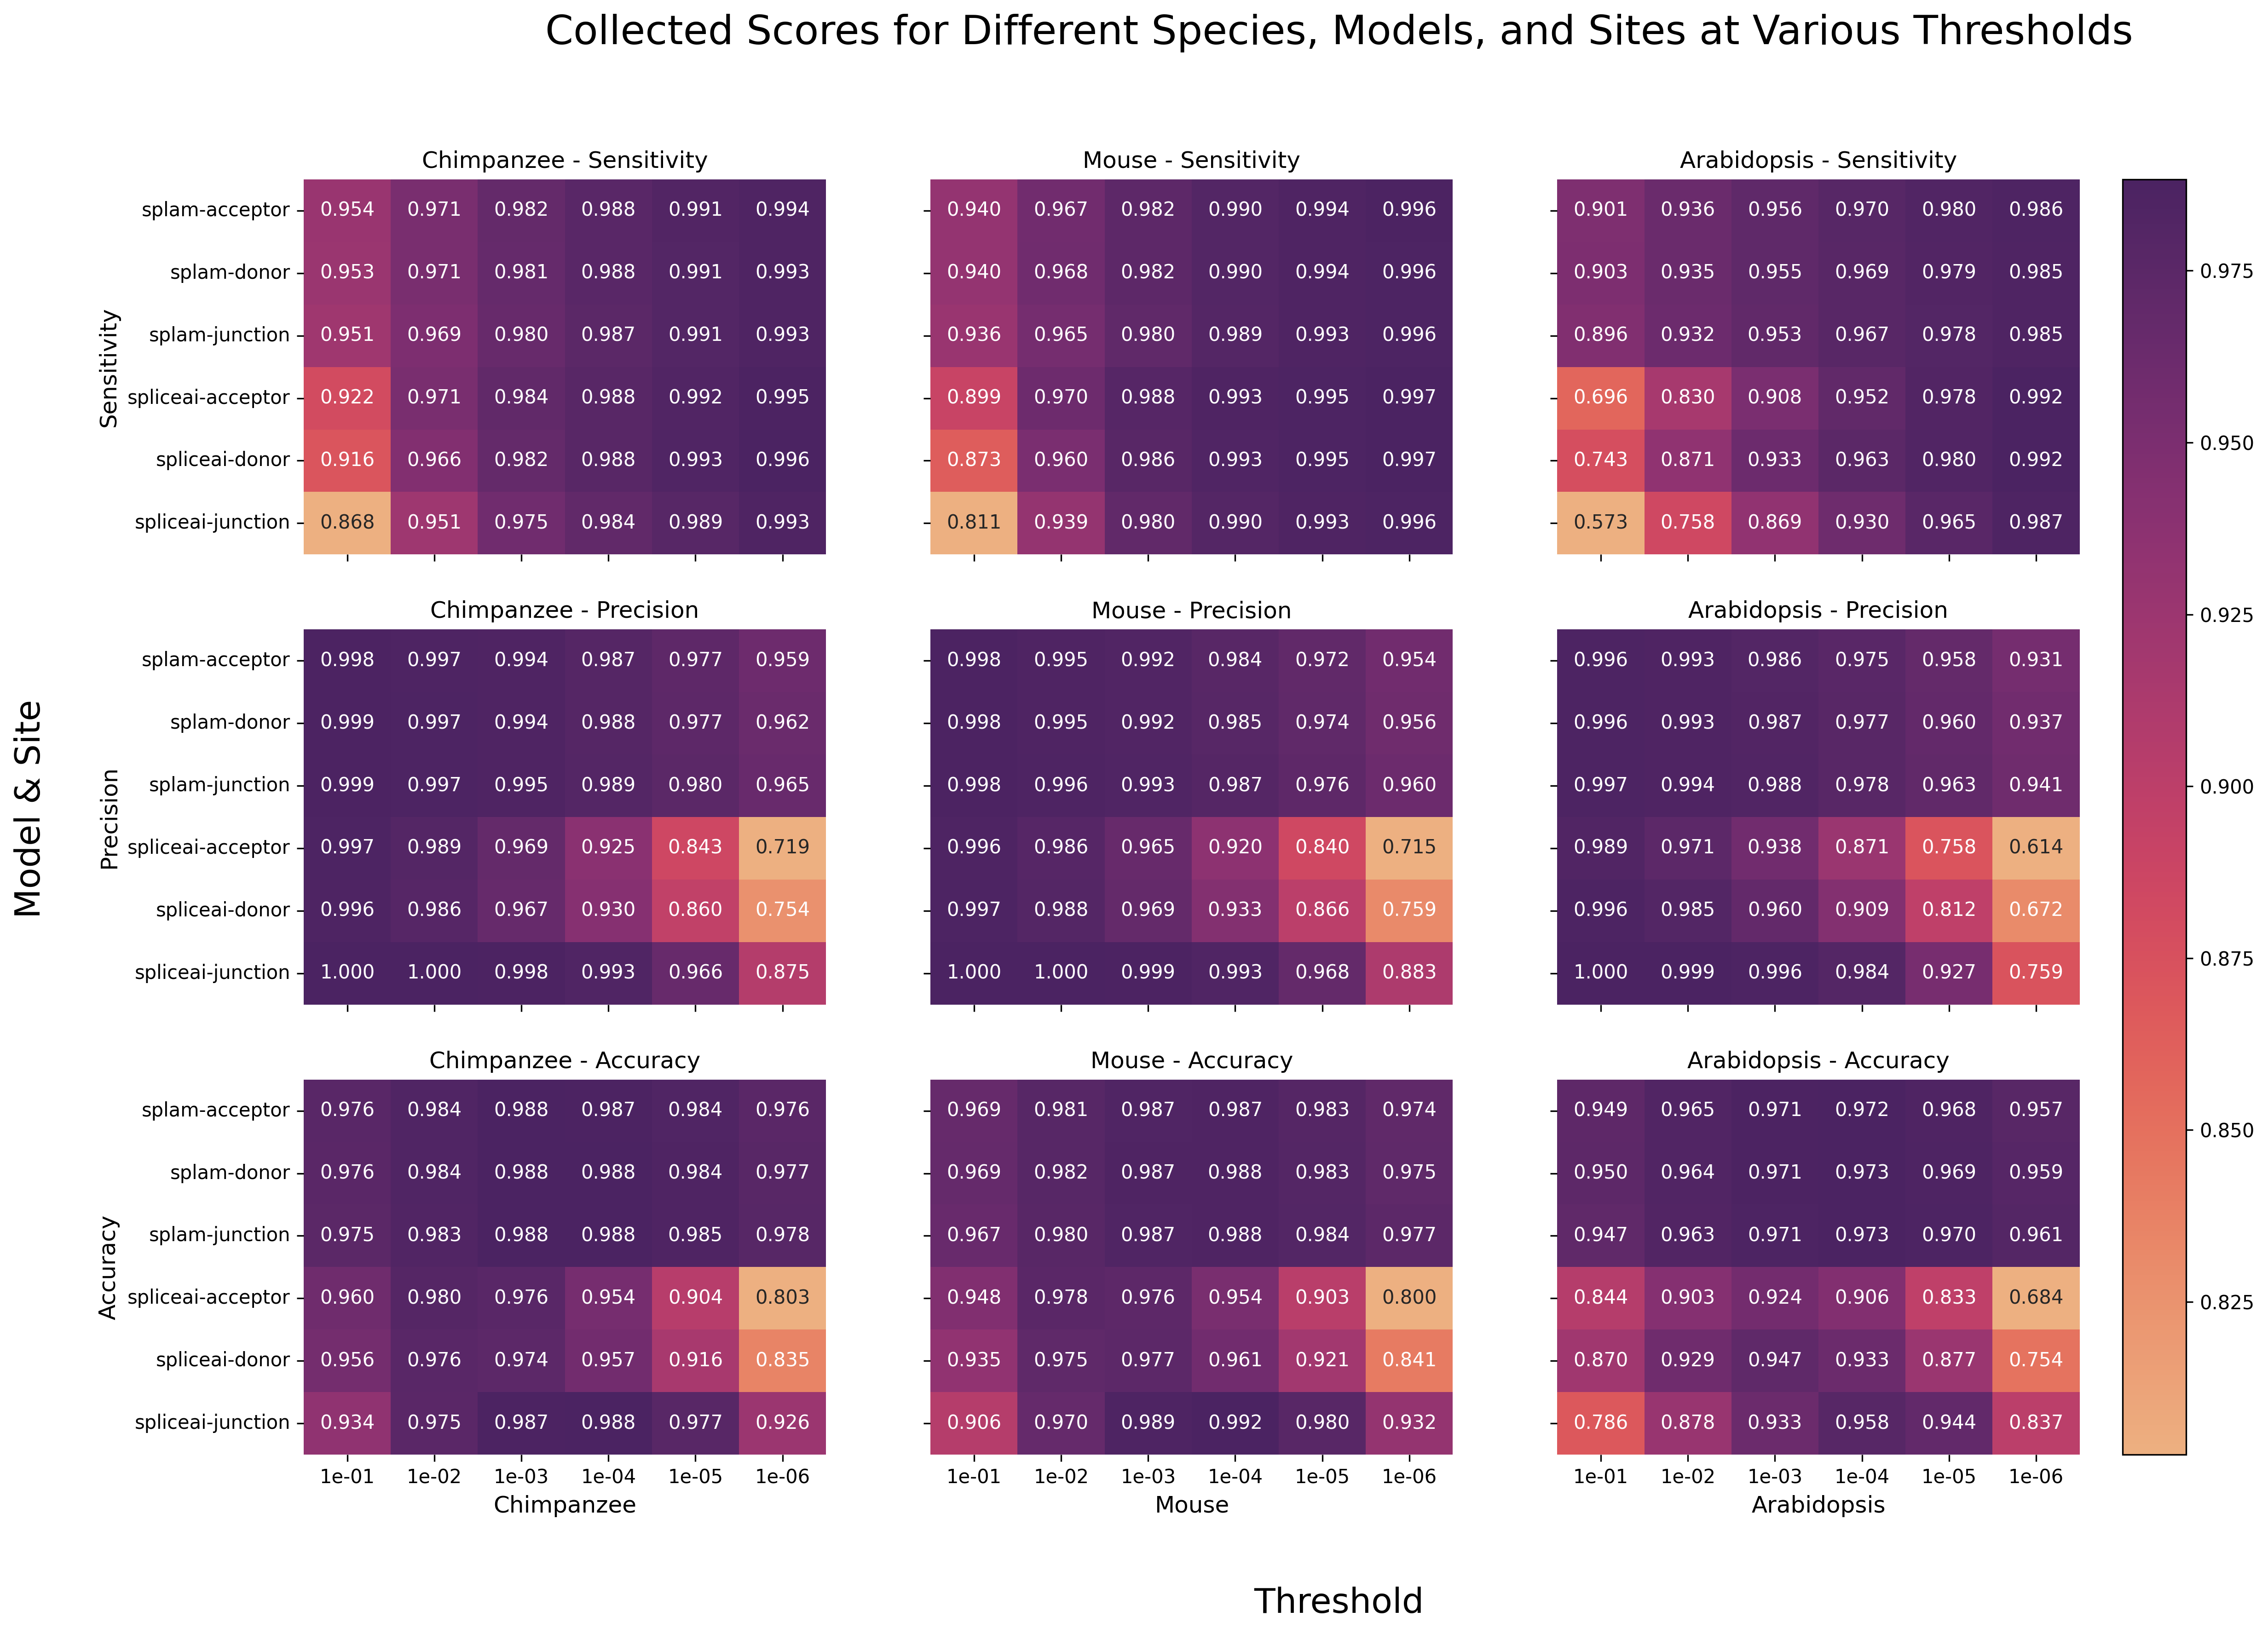 Collected Scores for Different Species, Models, and Sites at Various Thresholds
Model & Site
Chimpanzee - Sensitivity Mouse - Sensitivity Arabidopsis - Sensitivity
Sensitivity
splam-acceptor 0.954 0.971 0.982 0.988 0.991 0.994 0.940 0.967 0.982 0.990 0.994 0.996 0.901 0.936 0.956 0.970 0.980 0.986
splam-donor 0.953 0.971 0.981 0.988 0.991 0.993 0.940 0.968 0.982 0.990 0.994 0.996 0.903 0.935 0.955 0.969 0.979 0.985
splam-junction 0.951 0.969 0.980 0.987 0.991 0.993 0.936 0.965 0.980 0.989 0.993 0.996 0.896 0.932 0.953 0.967 0.978 0.985
spliceai-acceptor 0.922 0.971 0.984 0.988 0.992 0.995 0.899 0.970 0.988 0.993 0.995 0.997 0.696 0.830 0.908 0.952 0.978 0.992
spliceai-donor 0.916 0.966 0.982 0.988 0.993 0.996 0.873 0.960 0.986 0.993 0.995 0.997 0.743 0.871 0.933 0.963 0.980 0.992
spliceai-junction 0.868 0.951 0.975 0.984 0.989 0.993 0.811 0.939 0.980 0.990 0.993 0.996 0.573 0.758 0.869 0.930 0.965 0.987
Chimpanzee - Precision Mouse - Precision Arabidopsis - Precision
Precision
splam-acceptor 0.998 0.997 0.994 0.987 0.977 0.959 0.998 0.995 0.992 0.984 0.972 0.954 0.996 0.993 0.986 0.975 0.958 0.931
splam-donor 0.999 0.997 0.994 0.988 0.977 0.962 0.998 0.995 0.992 0.985 0.974 0.956 0.996 0.993 0.987 0.977 0.960 0.937
splam-junction 0.999 0.997 0.995 0.989 0.980 0.965 0.998 0.996 0.993 0.987 0.976 0.960 0.997 0.994 0.988 0.978 0.963 0.941
spliceai-acceptor 0.997 0.989 0.969 0.925 0.843 0.719 0.996 0.986 0.965 0.920 0.840 0.715 0.989 0.971 0.938 0.871 0.758 0.614
spliceai-donor 0.996 0.986 0.967 0.930 0.860 0.754 0.997 0.988 0.969 0.933 0.866 0.759 0.996 0.985 0.960 0.909 0.812 0.672
spliceai-junction 1.000 1.000 0.998 0.993 0.966 0.875 1.000 1.000 0.999 0.993 0.968 0.883 1.000 0.999 0.996 0.984 0.927 0.759
Chimpanzee - Accuracy Mouse - Accuracy Arabidopsis - Accuracy
Accuracy
splam-acceptor 0.976 0.984 0.988 0.987 0.984 0.976 0.969 0.981 0.987 0.987 0.983 0.974 0.949 0.965 0.971 0.972 0.968 0.957
splam-donor 0.976 0.984 0.988 0.988 0.984 0.977 0.969 0.982 0.987 0.988 0.983 0.975 0.950 0.964 0.971 0.973 0.969 0.959
splam-junction 0.975 0.983 0.988 0.988 0.985 0.978 0.967 0.980 0.987 0.988 0.984 0.977 0.947 0.963 0.971 0.973 0.970 0.961
spliceai-acceptor 0.960 0.980 0.976 0.954 0.904 0.803 0.948 0.978 0.976 0.954 0.903 0.800 0.844 0.903 0.924 0.906 0.833 0.684
spliceai-donor 0.956 0.976 0.974 0.957 0.916 0.835 0.935 0.975 0.977 0.961 0.921 0.841 0.870 0.929 0.947 0.933 0.877 0.754
spliceai-junction 0.934 0.975 0.987 0.988 0.977 0.926 0.906 0.970 0.989 0.992 0.980 0.932 0.786 0.878 0.933 0.958 0.944 0.837
1e-01 1e-02 1e-03 1e-04 1e-05 1e-06 1e-01 1e-02 1e-03 1e-04 1e-05 1e-06 1e-01 1e-02 1e-03 1e-04 1e-05 1e-06
Chimpanzee Mouse Arabidopsis
Threshold
0.975
0.950
0.925
0.900
0.875
0.850
0.825